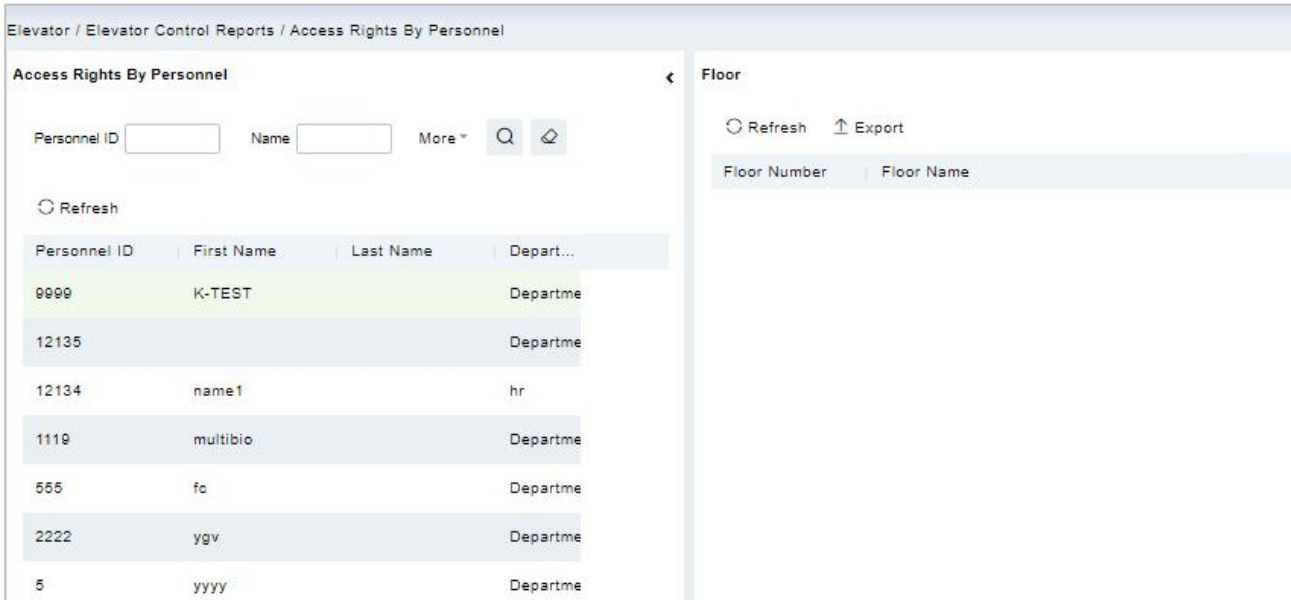 Elevator / Elevator Control Reports / Access Rights By Personnel
Access Rights By Personnel
Personnel ID Name More
Refresh
Personnel ID First Name Last Name Depart...
9999 K-TEST Departme
12135 Departme
12134 name1 hr
1119 multibio Departme
555 fc Departme
2222 ygv Departme
5 yyyy Departme
Floor
Refresh Export
Floor Number Floor Name